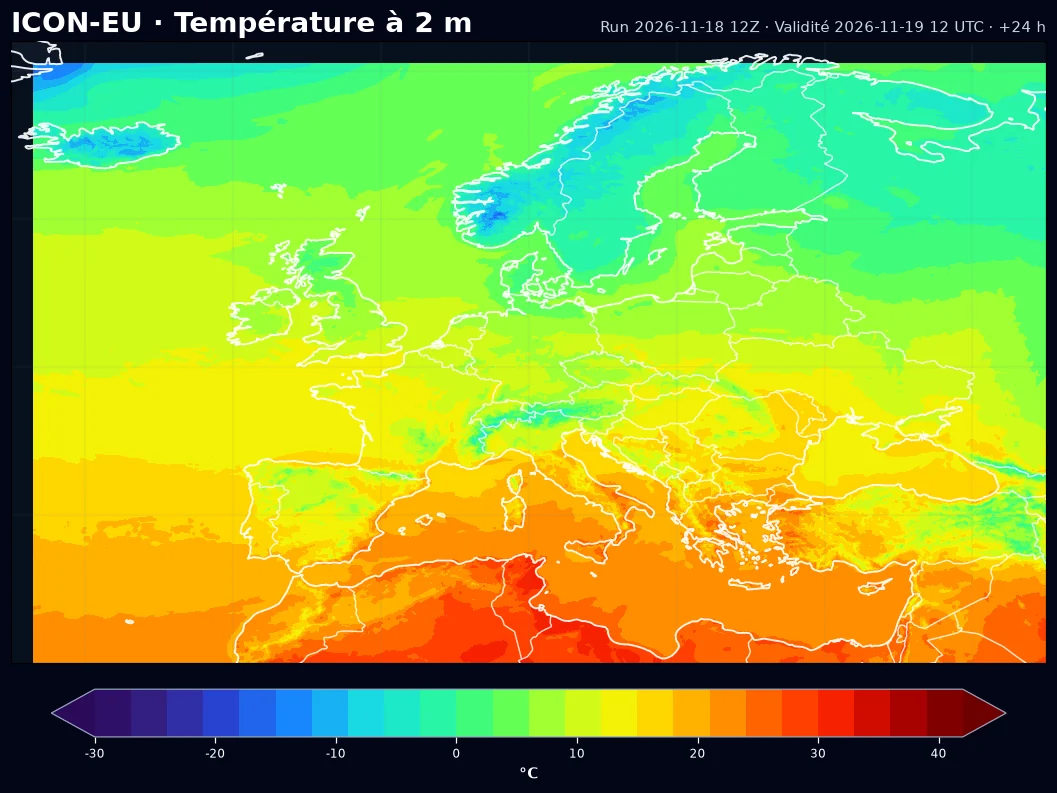 ICON-EU · Température à 2 m
Run 2026-11-18 12Z · Validité 2026-11-19 12 UTC · +24 h
-30 -20 -10 0 10 20 30 40
°C